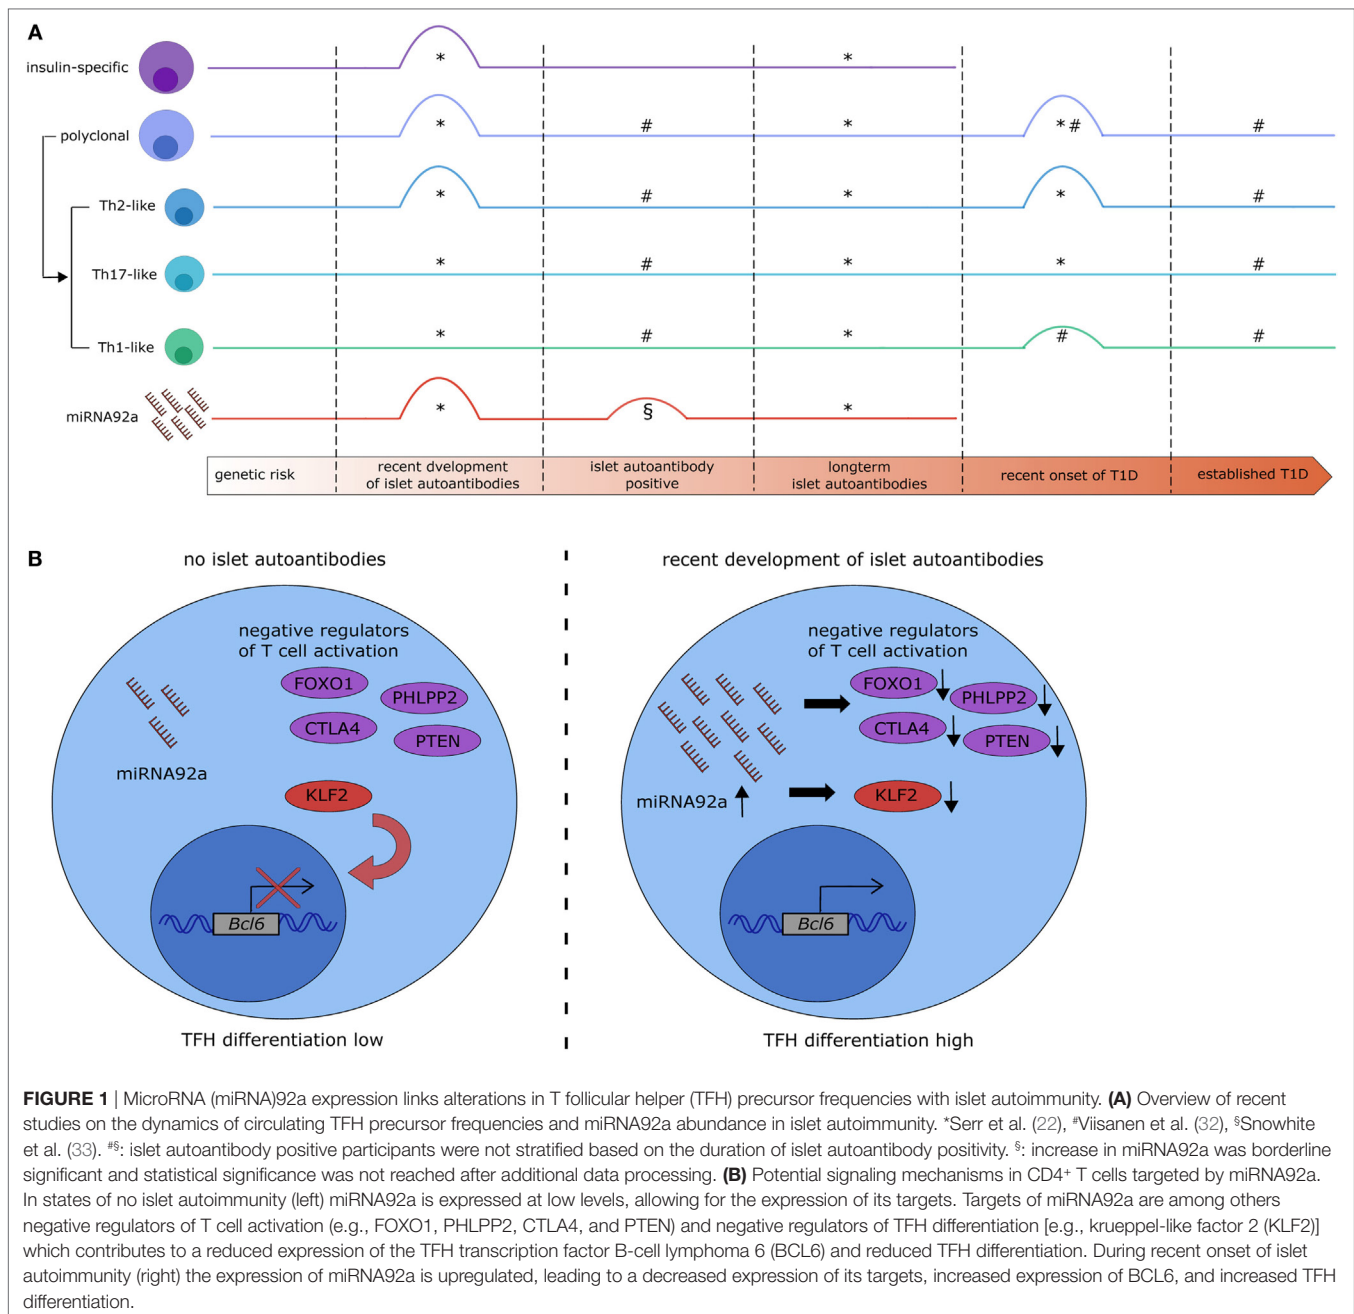 A
insulin-specific
* *
polyclonal
* # * *# #
Th2-like
* # * * #
Th17-like
* # * * #
Th1-like
* # * # #
miRNA92a
* § *
genetic risk
recent dvelopment
of islet autoantibodies
islet autoantibody
positive
longterm
islet autoantibodies
recent onset of T1D
established T1D
B
no islet autoantibodies
negative regulators
of T cell activation
FOXO1
PHLPP2
CTLA4
PTEN
miRNA92a
KLF2
Bcl6
TFH differentiation low
recent development of islet autoantibodies
negative regulators
of T cell activation
FOXO1
PHLPP2
CTLA4
PTEN
miRNA92a
KLF2
Bcl6
TFH differentiation high
FIGURE 1 | MicroRNA (miRNA)92a expression links alterations in T follicular helper (TFH) precursor frequencies with islet autoimmunity. (A) Overview of recent
studies on the dynamics of circulating TFH precursor frequencies and miRNA92a abundance in islet autoimmunity. *Serr et al. (22), #Viisanen et al. (32), §Snowhite
et al. (33). #§: islet autoantibody positive participants were not stratified based on the duration of islet autoantibody positivity. §: increase in miRNA92a was borderline
significant and statistical significance was not reached after additional data processing. (B) Potential signaling mechanisms in CD4+ T cells targeted by miRNA92a.
In states of no islet autoimmunity (left) miRNA92a is expressed at low levels, allowing for the expression of its targets. Targets of miRNA92a are among others
negative regulators of T cell activation (e.g., FOXO1, PHLPP2, CTLA4, and PTEN) and negative regulators of TFH differentiation [e.g., krueppel-like factor 2 (KLF2)]
which contributes to a reduced expression of the TFH transcription factor B-cell lymphoma 6 (BCL6) and reduced TFH differentiation. During recent onset of islet
autoimmunity (right) the expression of miRNA92a is upregulated, leading to a decreased expression of its targets, increased expression of BCL6, and increased TFH
differentiation.